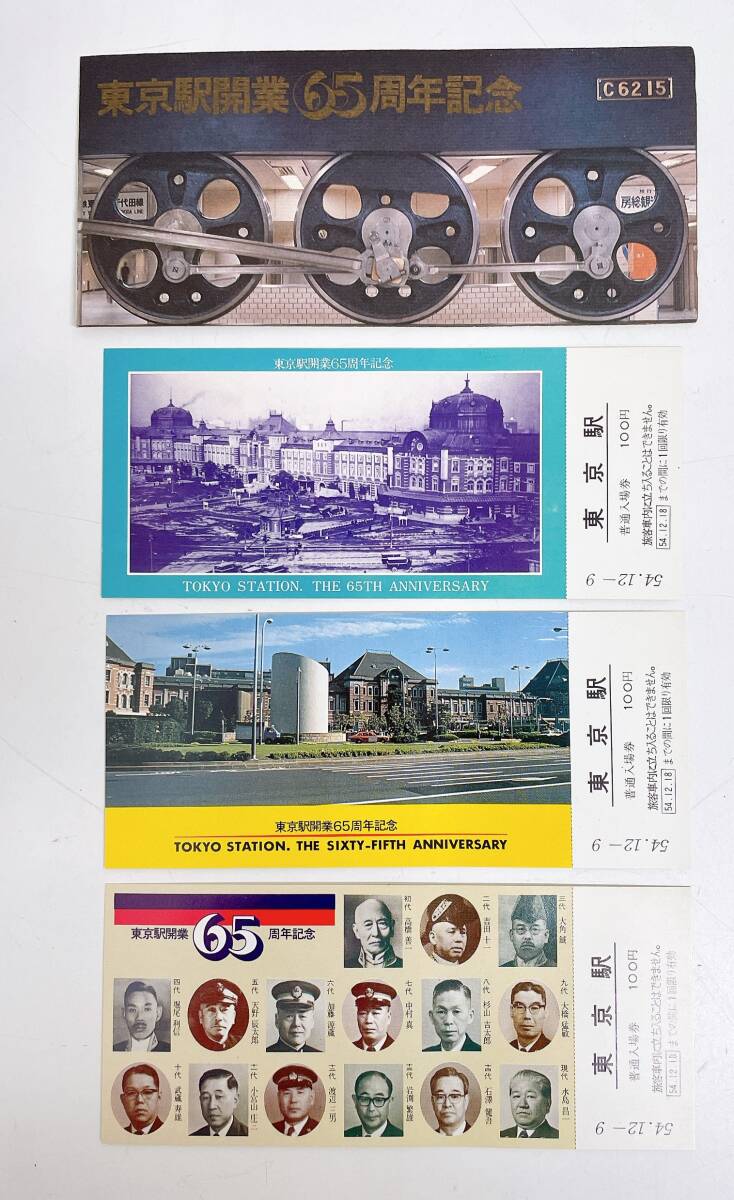 東京駅開業65周年記念
C6215
千代田線
房総観
東京駅開業65周年記念
TOKYO STATION. THE 65TH ANNIVERSARY
東京駅
普通入場券 100円
旅客車内に立ち入ることはできません。
54.12.18 までの間に1回限り有効
54.12-9
東京駅開業65周年記念
TOKYO STATION. THE SIXTY-FIFTH ANNIVERSARY
東京駅
普通入場券 100円
旅客車内に立ち入ることはできません。
54.12.18 までの間に1回限り有効
54.12-9
東京駅開業65周年記念
初代 高橋善一
二代 吉田十一
三代 大角鉞
四代 堀尾利信
五代 天野辰太郎
六代 加藤源蔵
七代 中村真
八代 杉山吉太郎
九代 大橋猛敏
十代 武蔵寿雄
十一代 小宮山庄二
十二代 渡辺三男
十三代 岩渕繁雄
十四代 石澤健吾
現代 水島昌一
東京駅
普通入場券 100円
旅客車内に立ち入ることはできません。
54.12.18 までの間に1回限り有効
54.12-9